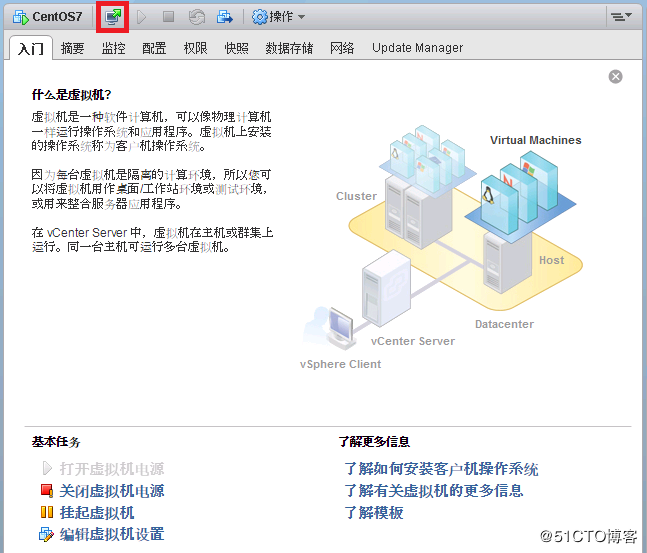 CentOS7 操作
入门 摘要 监控 配置 权限 快照 数据存储 网络 Update Manager
什么是虚拟机?
虚拟机是一种软件计算机，可以像物理计算机
一样运行操作系统和应用程序。虚拟机上安装
的操作系统称为客户机操作系统。
因为每台虚拟机是隔离的计算环境，所以您可
以将虚拟机用作桌面/工作站环境或测试环境，
或用来整合服务器应用程序。
在 vCenter Server 中，虚拟机在主机或群集上
运行。同一台主机可运行多台虚拟机。
Virtual Machines
Cluster
Host
Datacenter
vCenter Server
vSphere Client
基本任务
打开虚拟机电源
关闭虚拟机电源
挂起虚拟机
编辑虚拟机设置
了解更多信息
了解如何安装客户机操作系统
了解有关虚拟机的更多信息
了解模板
@51CTO博客